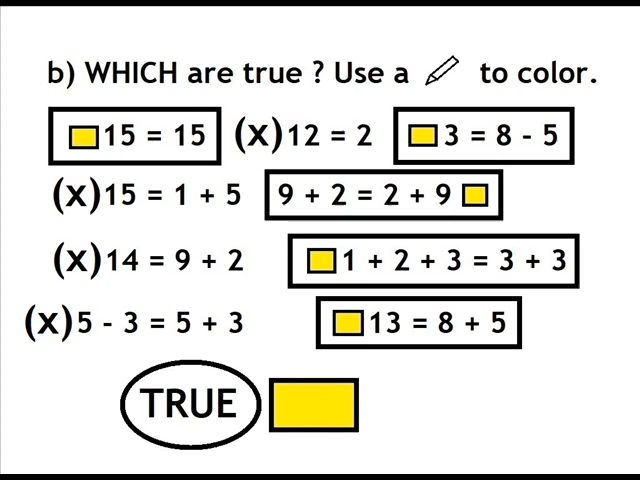 b) WHICH are true ? Use a to color.
15 = 15 (x) 12 = 2 3 = 8 - 5
(x) 15 = 1 + 5 9 + 2 = 2 + 9
(x) 14 = 9 + 2 1 + 2 + 3 = 3 + 3
(x) 5 - 3 = 5 + 3 13 = 8 + 5
TRUE